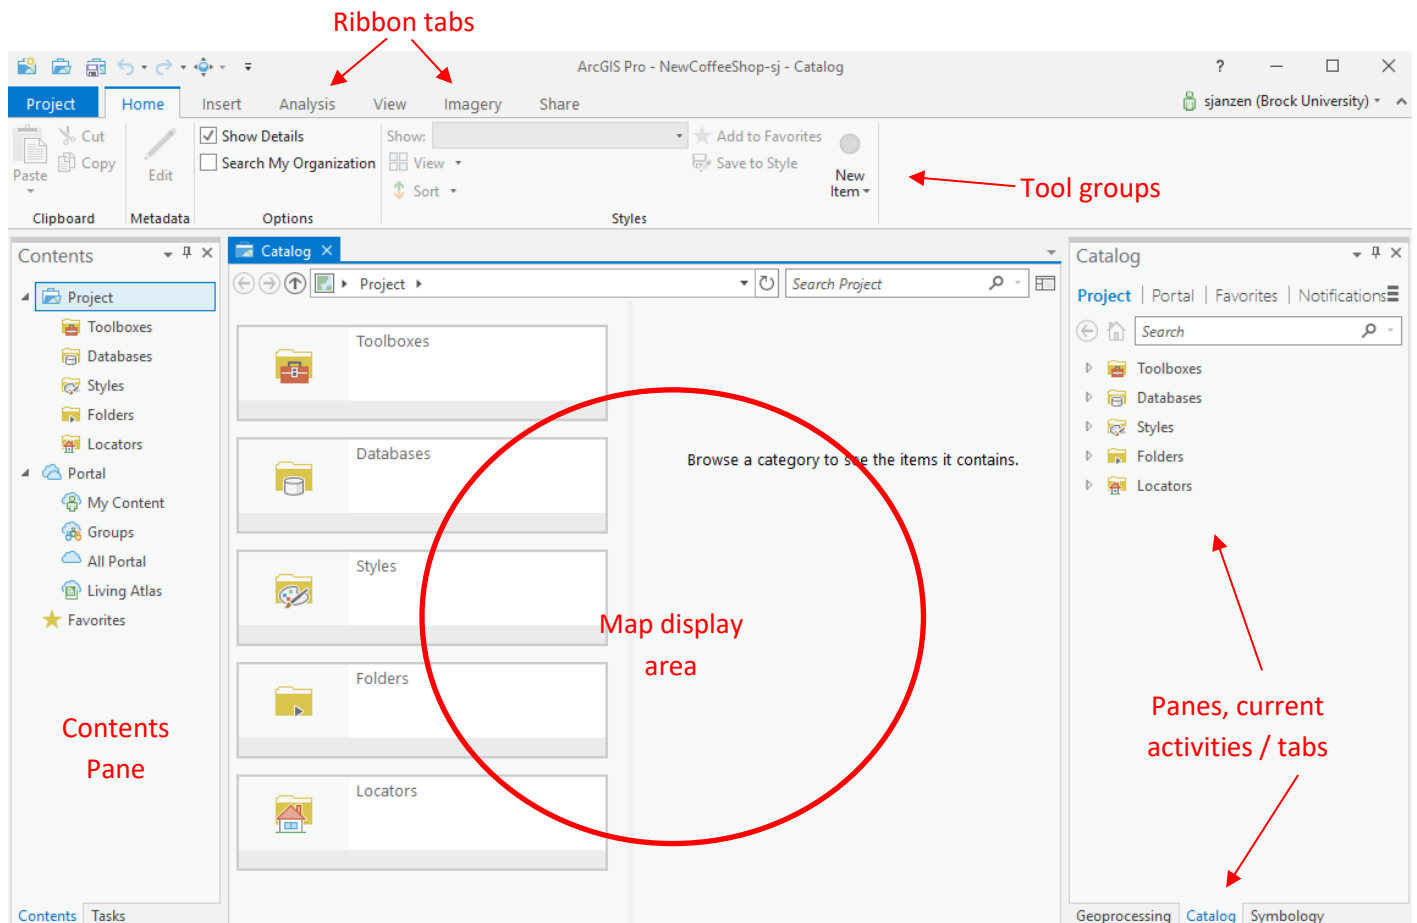 Ribbon tabs
ArcGIS Pro - NewCoffeeShop-sj - Catalog
?
Project Home Insert Analysis View Imagery Share
sjanzen (Brock University)
Paste
Cut
Copy
Clipboard
Edit
Metadata
Show Details
Search My Organization
Options
Show:
View
Sort
Add to Favorites
Save to Style
New
Item
Styles
Tool groups
Contents
Project
Toolboxes
Databases
Styles
Folders
Locators
Portal
My Content
Groups
All Portal
Living Atlas
Favorites
Contents
Pane
Contents Tasks
Catalog
Project
Search Project
Toolboxes
Databases
Styles
Folders
Locators
Browse a category to see the items it contains.
Map display
area
Catalog
Project | Portal | Favorites | Notifications
Search
Toolboxes
Databases
Styles
Folders
Locators
Panes, current
activities / tabs
Geoprocessing Catalog Symbology